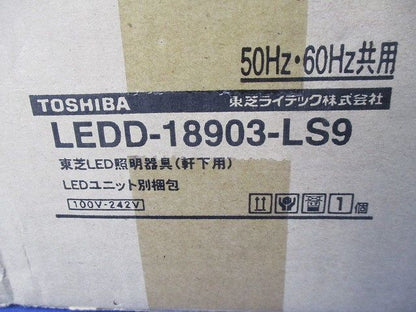 50Hz・60Hz共用
TOSHIBA 東芝ライテック株式会社
LEDD-18903-LS9
東芝LED照明器具(軒下用)
LEDユニット別梱包
100V-242V
1個